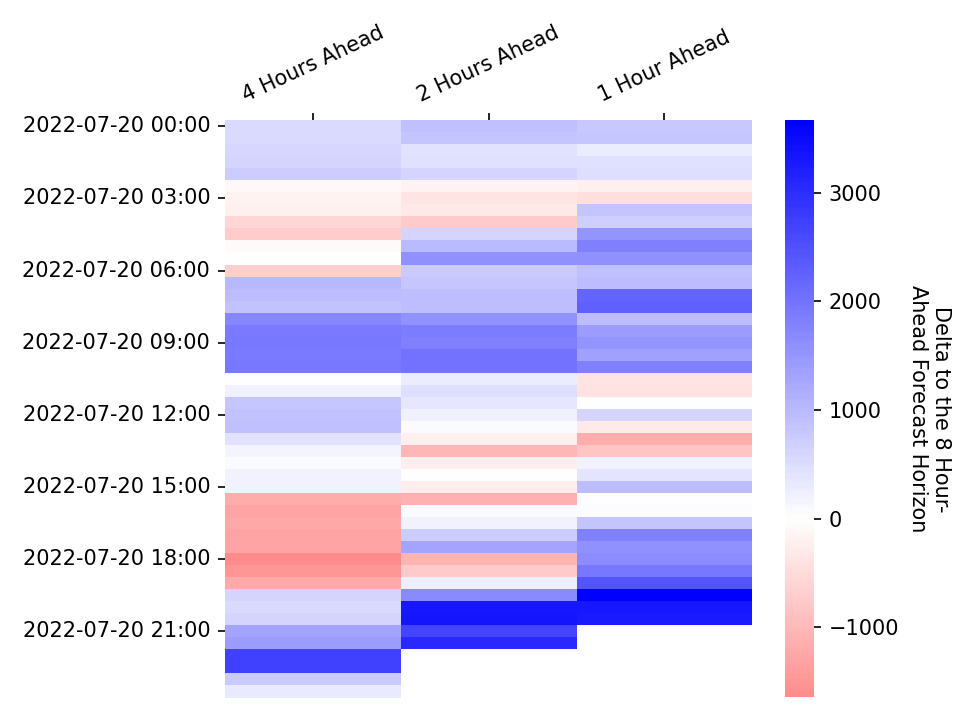 4 Hours Ahead
2 Hours Ahead
1 Hour Ahead
2022-07-20 00:00
2022-07-20 03:00
2022-07-20 06:00
2022-07-20 09:00
2022-07-20 12:00
2022-07-20 15:00
2022-07-20 18:00
2022-07-20 21:00
3000
2000
1000
0
−1000
Delta to the 8 Hour-
Ahead Forecast Horizon